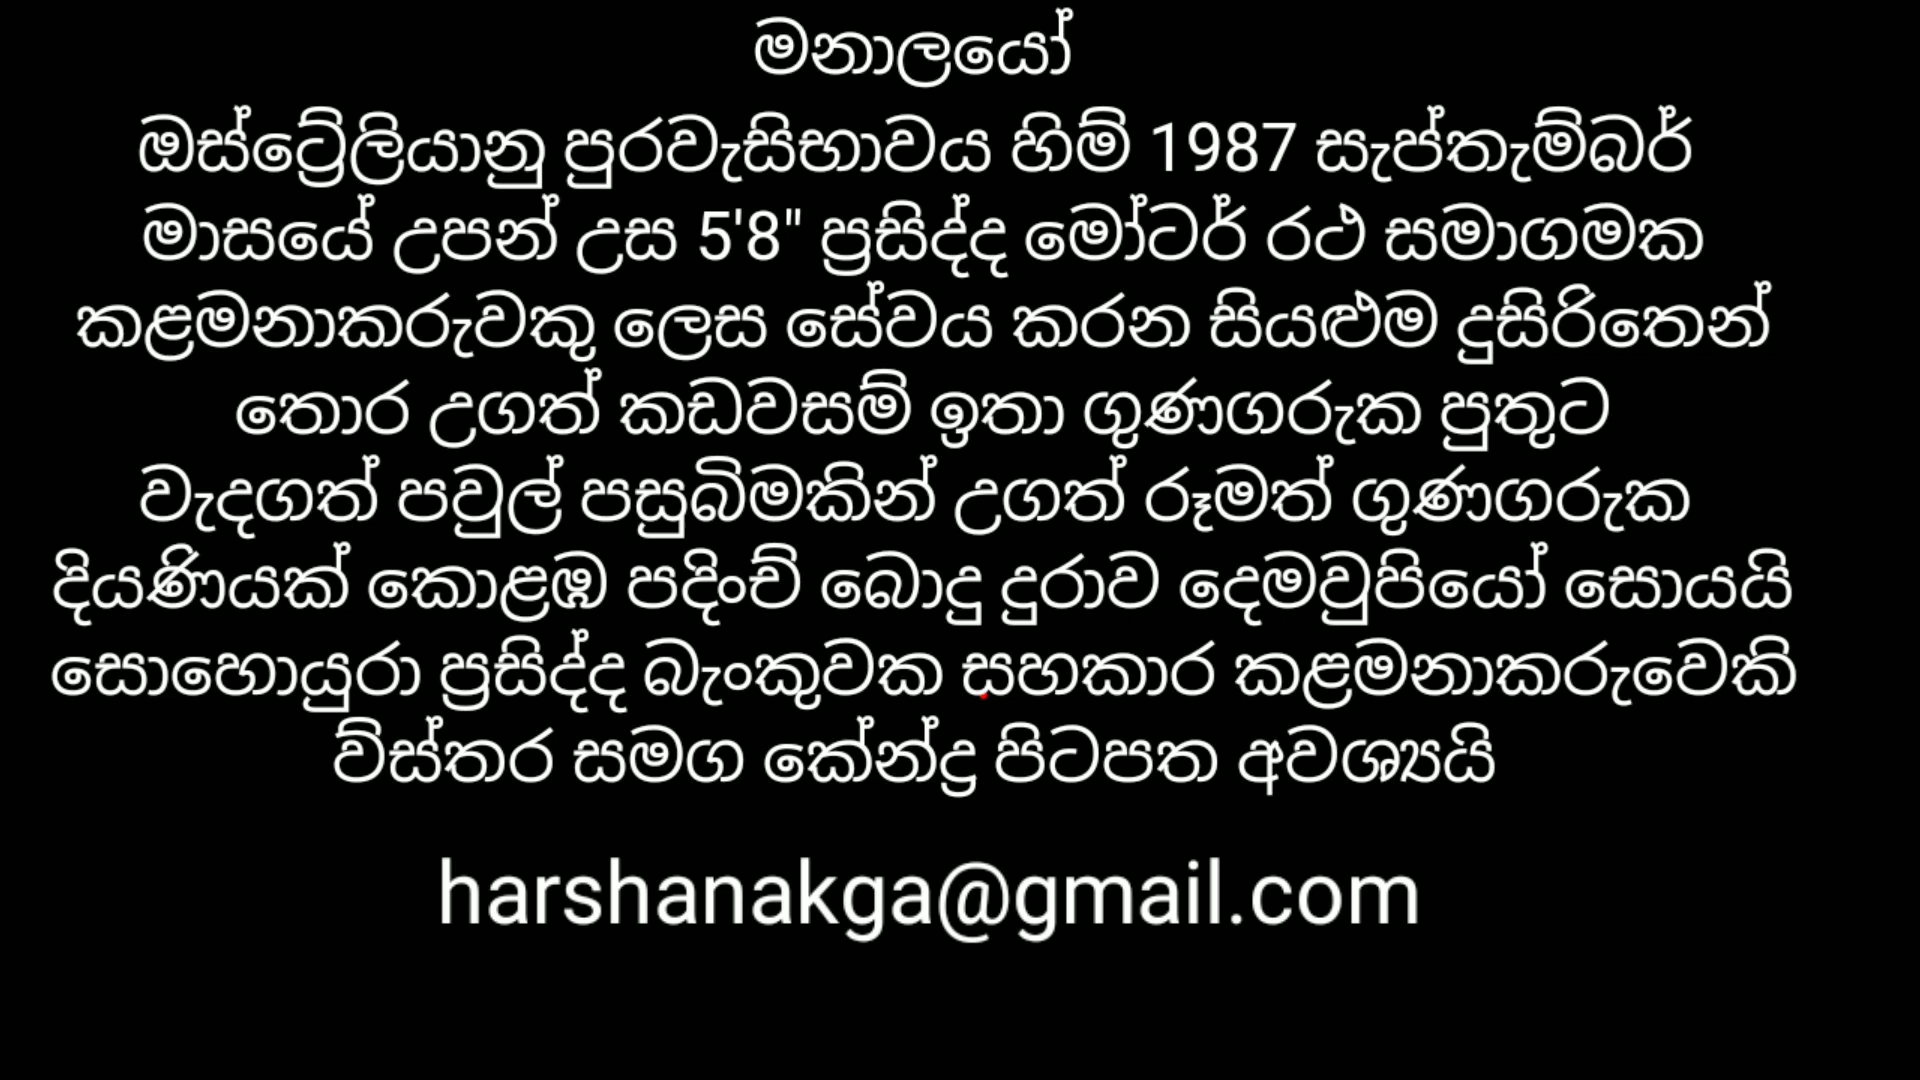 මනාලයෝ
ඔස්ට්‍රේලියානු පුරවැසිභාවය හිමි 1987 සැප්තැම්බර්
මාසයේ උපන් උස 5'8" ප්‍රසිද්ද මෝටර් රථ සමාගමක
කළමනාකරුවකු ලෙස සේවය කරන සියළුම දුසිරිතෙන්
තොර උගත් කඩවසම් ඉතා ගුණගරුක පුතුට
වැදගත් පවුල් පසුබිමකින් උගත් රූමත් ගුණගරුක
දියණියක් කොළඹ පදිංචි බොදු දුරාව දෙමවුපියෝ සොයයි
සොහොයුරා ප්‍රසිද්ද බැංකුවක සහකාර කළමනාකරුවෙකි
විස්තර සමග කේන්ද්‍ර පිටපත අවශ්‍යයි
harshanakga@gmail.com